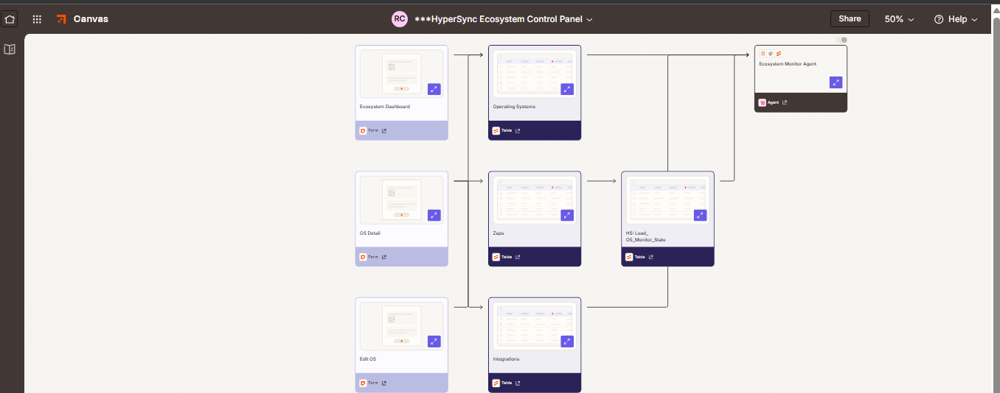 Canvas
RC
***HyperSync Ecosystem Control Panel
Share
50%
Help
Ecosystem Dashboard
Form
Operating Systems
Table
Ecosystem Monitor Agent
Agent
OS Detail
Form
Zaps
Table
HS: Lead_
OS_Monitor_State
Table
Edit OS
Form
Integrations
Table